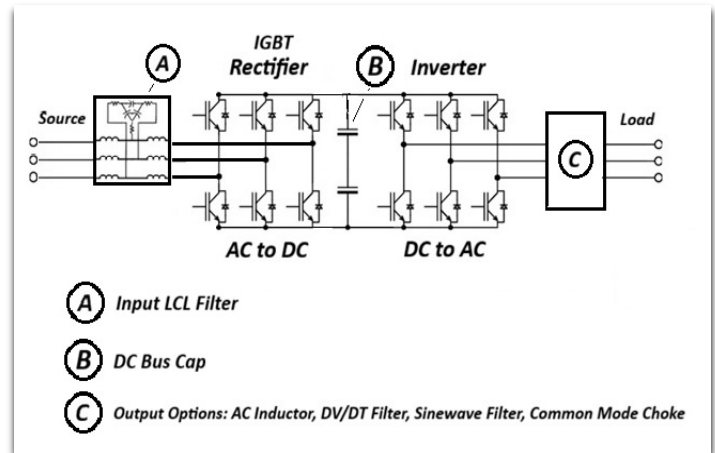 A
IGBT
Rectifier
B
Inverter
Source
Load
C
AC to DC
DC to AC
A Input LCL Filter
B DC Bus Cap
C Output Options: AC Inductor, DV/DT Filter, Sinewave Filter, Common Mode Choke